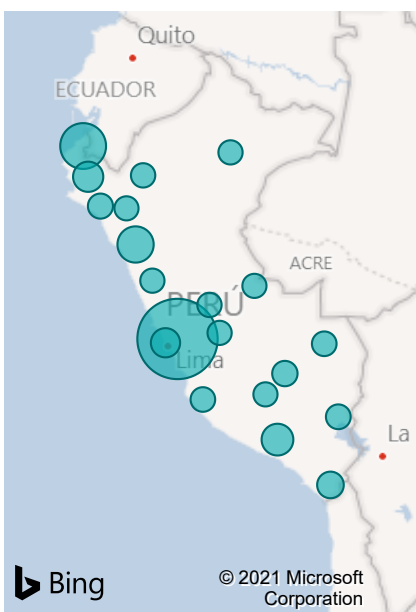 Quito
ECUADOR
ACRE
PERÚ
Lima
La
Bing
© 2021 Microsoft
Corporation